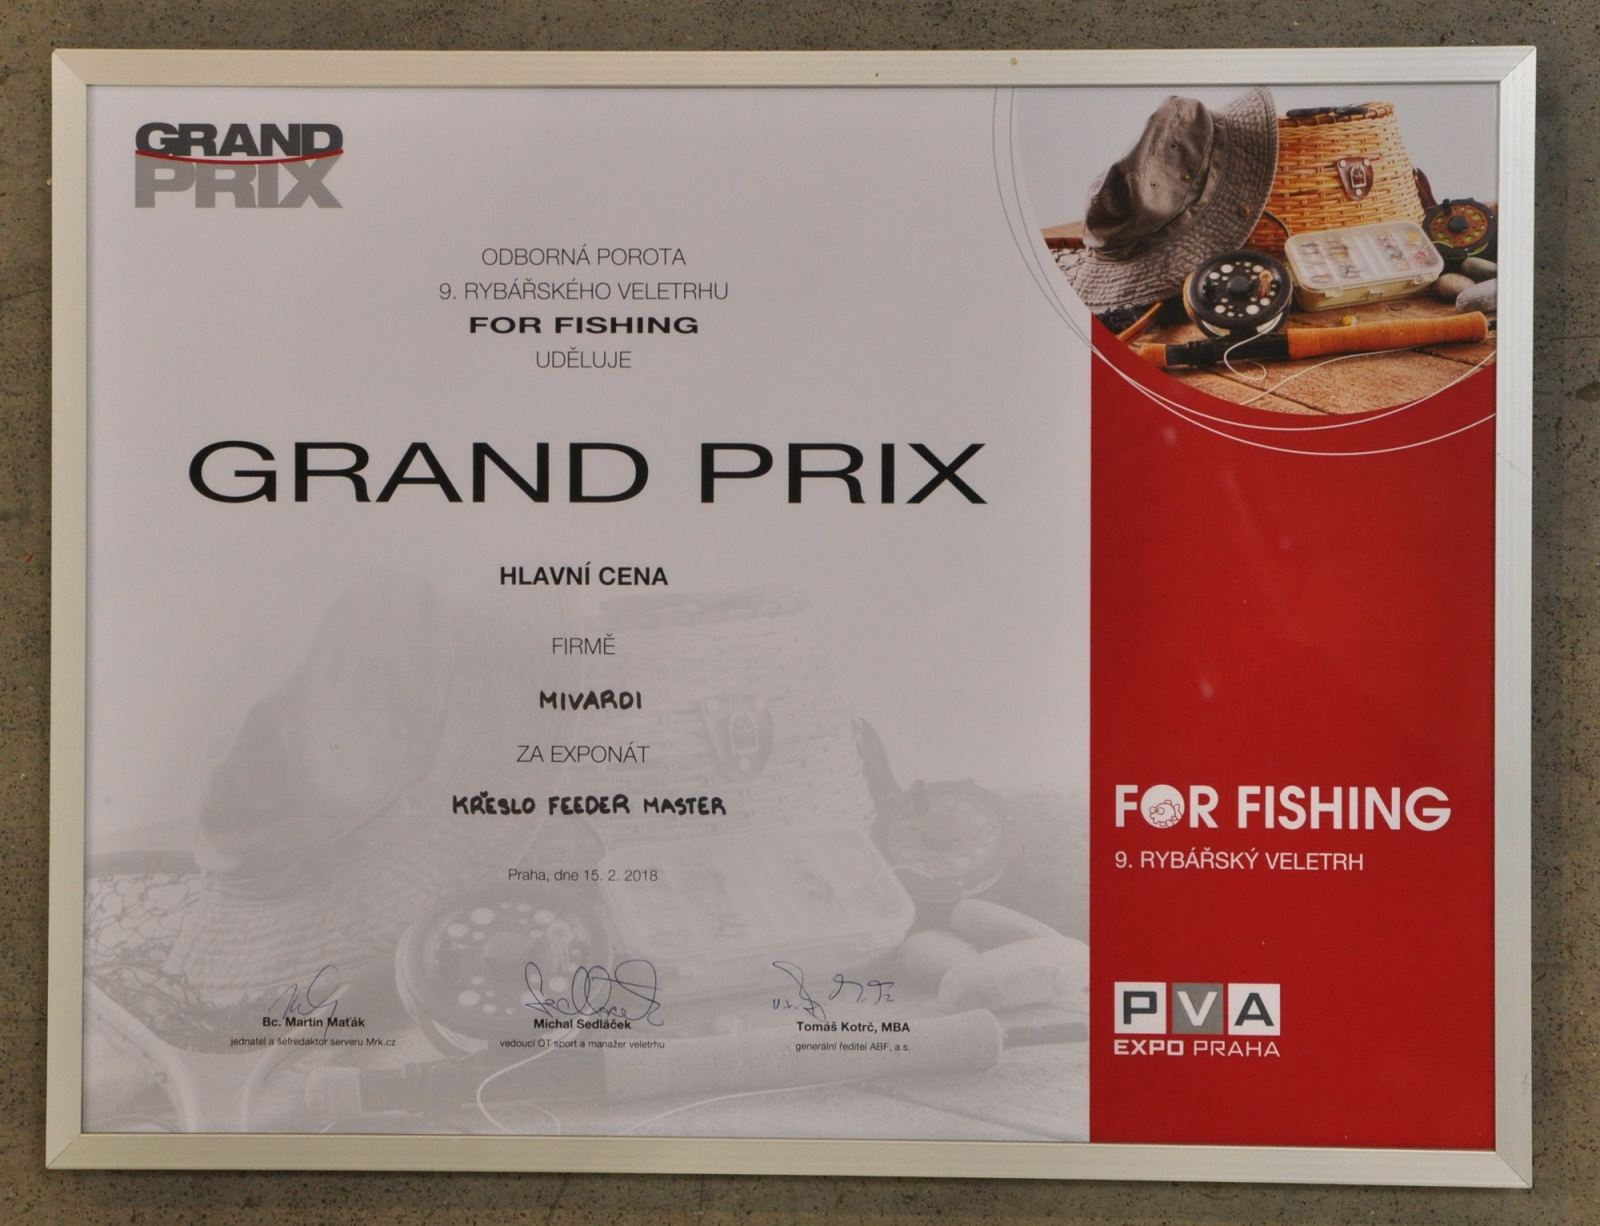 GRAND
PRIX
ODBORNÁ POROTA
9. RYBÁŘSKÉHO VELETRHU
FOR FISHING
UDĚLUJE
GRAND PRIX
HLAVNÍ CENA
FIRMĚ
MIVARDI
ZA EXPONÁT
KŘESLO FEEDER MASTER
Praha, dne 15. 2. 2018
Bc. Martin Maťák
jednatel a šéfredaktor serveru Mrk.cz
Michal Sedláček
vedoucí OT sport a manažer veletrhu
Tomáš Kotrč, MBA
generální ředitel ABF, a.s.
FOR FISHING
9. RYBÁŘSKÝ VELETRH
PVA
EXPO PRAHA